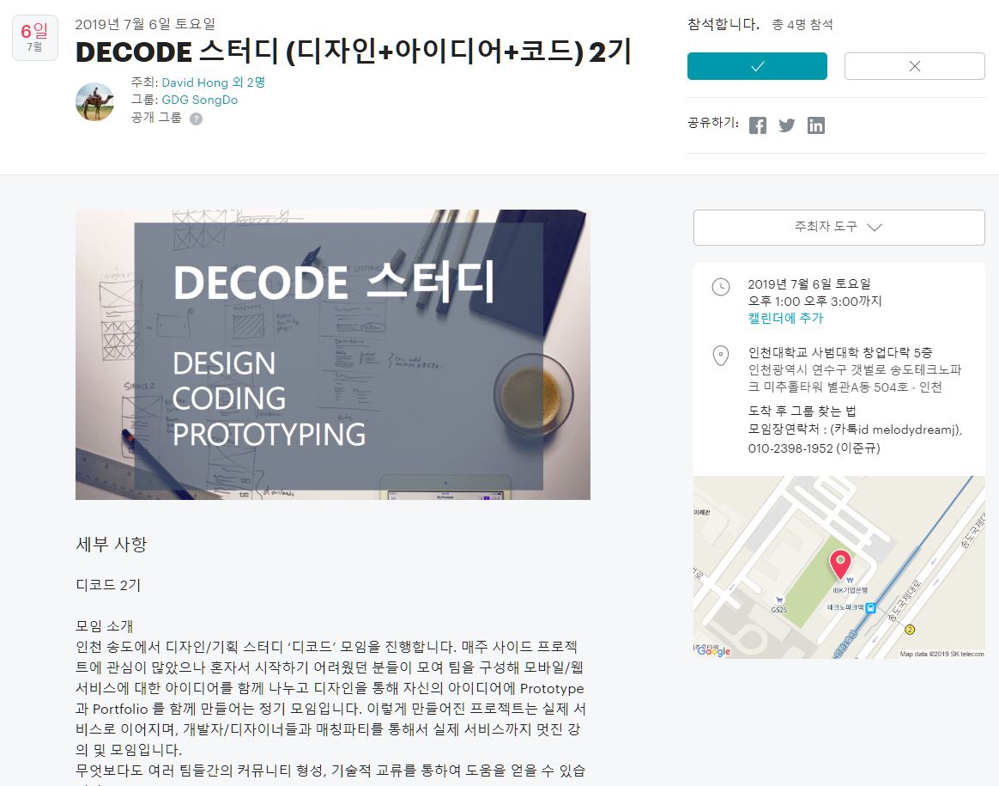 6일
7월
2019년 7월 6일 토요일
DECODE 스터디 (디자인+아이디어+코드) 2기
주최: David Hong 외 2명
그룹: GDG SongDo
공개 그룹 ?
참석합니다. 총 4명 참석
공유하기:
DECODE 스터디
DESIGN
CODING
PROTOTYPING
세부 사항
디코드 2기
모임 소개
인천 송도에서 디자인/기획 스터디 ‘디코드’ 모임을 진행합니다. 매주 사이드 프로젝
트에 관심이 많았으나 혼자서 시작하기 어려웠던 분들이 모여 팀을 구성해 모바일/웹
서비스에 대한 아이디어를 함께 나누고 디자인을 통해 자신의 아이디어에 Prototype
과 Portfolio 를 함께 만들어는 정기 모임입니다. 이렇게 만들어진 프로젝트는 실제 서
비스로 이어지며, 개발자/디자이너들과 매칭파티를 통해서 실제 서비스까지 멋진 강
의 및 모임입니다.
무엇보다도 여러 팀들간의 커뮤니티 형성, 기술적 교류를 통하여 도움을 얻을 수 있습
주최자 도구
2019년 7월 6일 토요일
오후 1:00 오후 3:00까지
캘린더에 추가
인천대학교 사범대학 창업다락 5층
인천광역시 연수구 갯벌로 송도테크노파
크 미추홀타워 별관A동 504호 · 인천
도착 후 그룹 찾는 법
모임장연락처 : (카톡id melodydreamj),
010-2398-1952 (이준규)
미래관
송도국제대로
IBK기업은행
GS25
테크노파크역
송도국제대로
2
Google
Map data ©2019 SK telecom